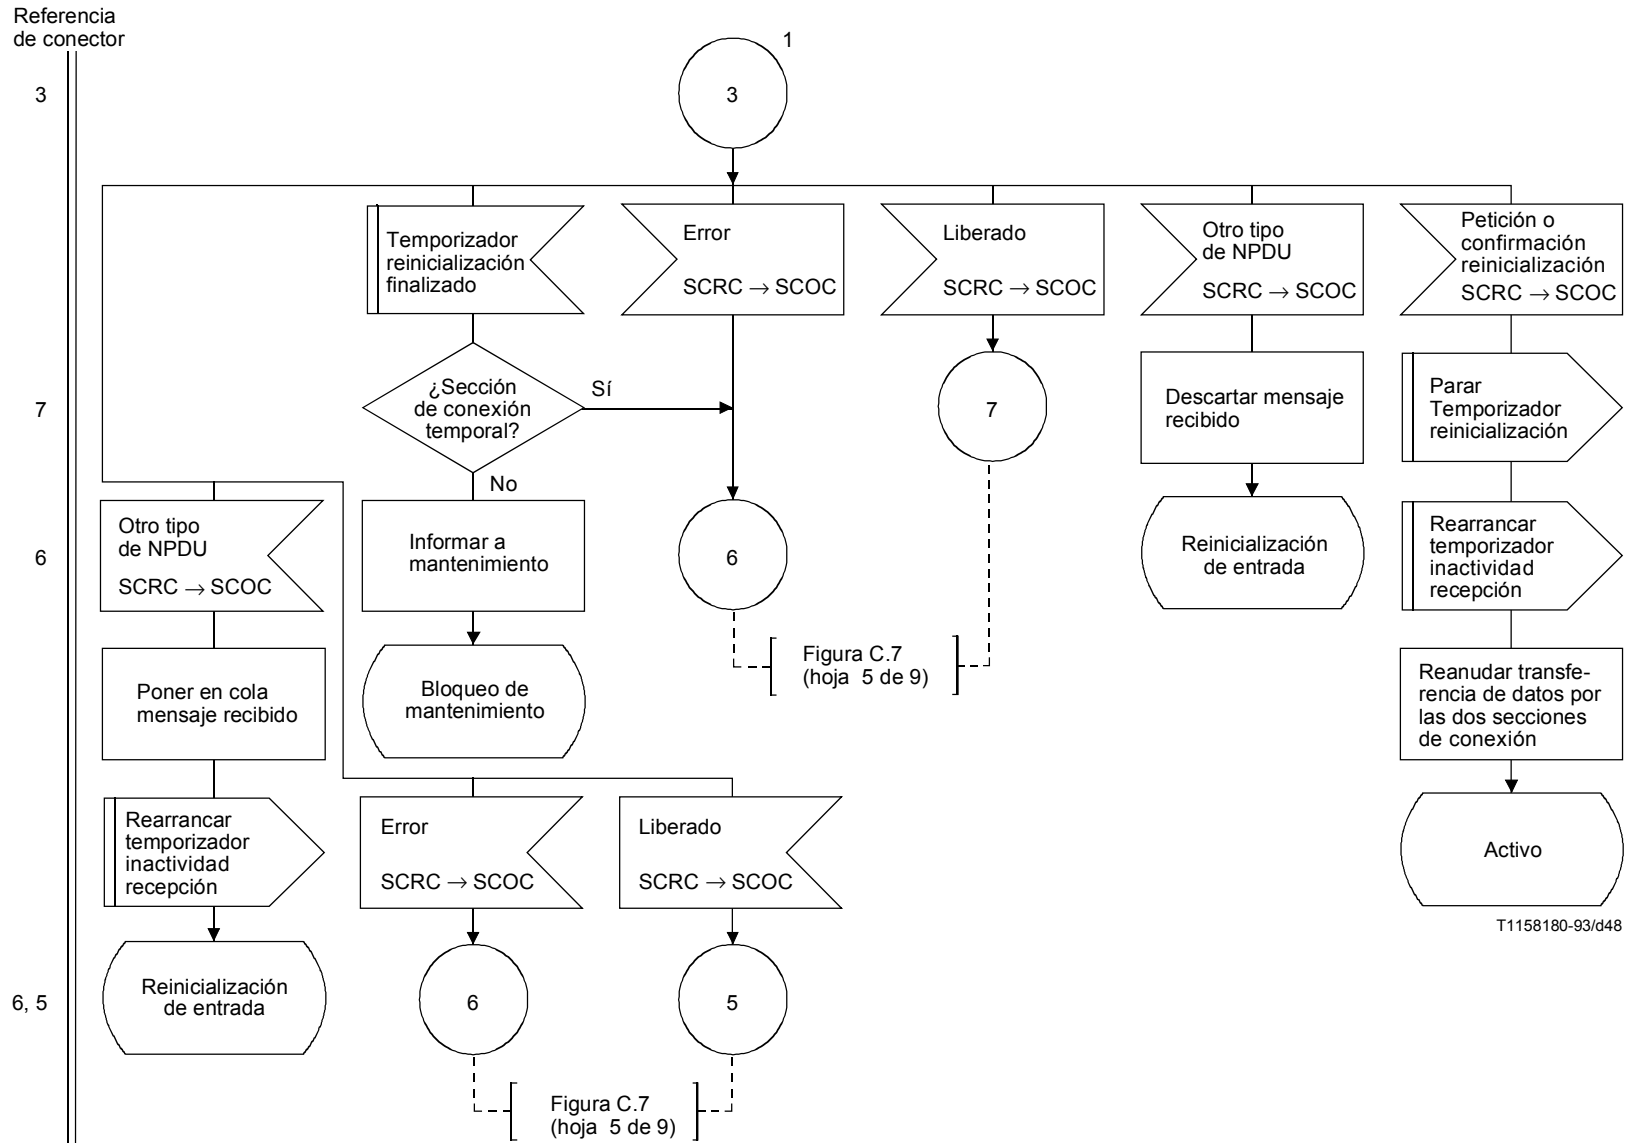 Referencia
de conector
1
3
3
Temporizador
reinicialización
finalizado
Error
SCRC → SCOC
Liberado
SCRC → SCOC
Otro tipo
de NPDU
SCRC → SCOC
Petición o
confirmación
reinicialización
SCRC → SCOC
7
¿Sección
de conexión
temporal?
Sí
No
7
Descartar mensaje
recibido
Parar
Temporizador
reinicialización
6
Otro tipo
de NPDU
SCRC → SCOC
Informar a
mantenimiento
6
Reinicialización
de entrada
Rearrancar
temporizador
inactividad
recepción
Figura C.7
(hoja 5 de 9)
Poner en cola
mensaje recibido
Bloqueo de
mantenimiento
Reanudar transfe-
rencia de datos por
las dos secciones
de conexión
Rearrancar
temporizador
inactividad
recepción
Error
SCRC → SCOC
Liberado
SCRC → SCOC
Activo
T1158180-93/d48
6, 5
Reinicialización
de entrada
6
5
Figura C.7
(hoja 5 de 9)